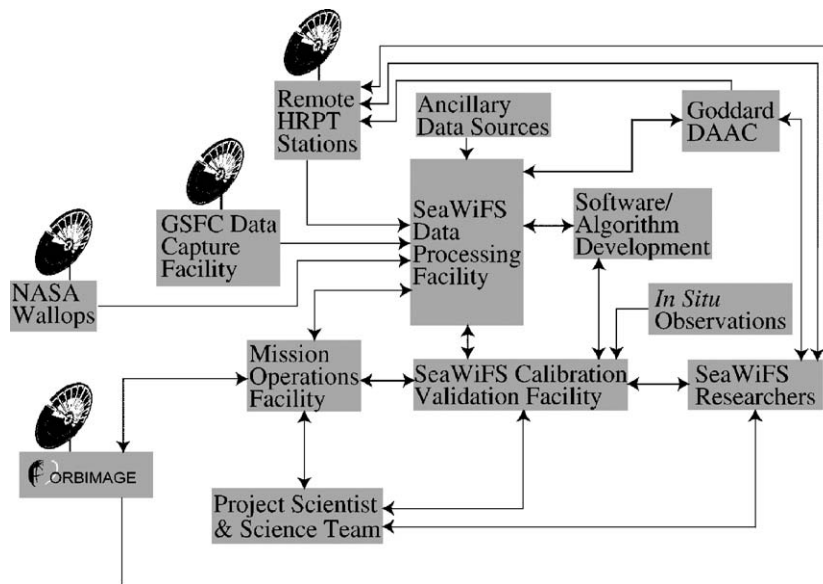 Remote
HRPT
Stations
Ancillary
Data Sources
Goddard
DAAC
GSFC Data
Capture
Facility
SeaWiFS
Data
Processing
Facility
Software/
Algorithm
Development
NASA
Wallops
In Situ
Observations
Mission
Operations
Facility
SeaWiFS Calibration
Validation Facility
SeaWiFS
Researchers
ORBIMAGE
Project Scientist
& Science Team